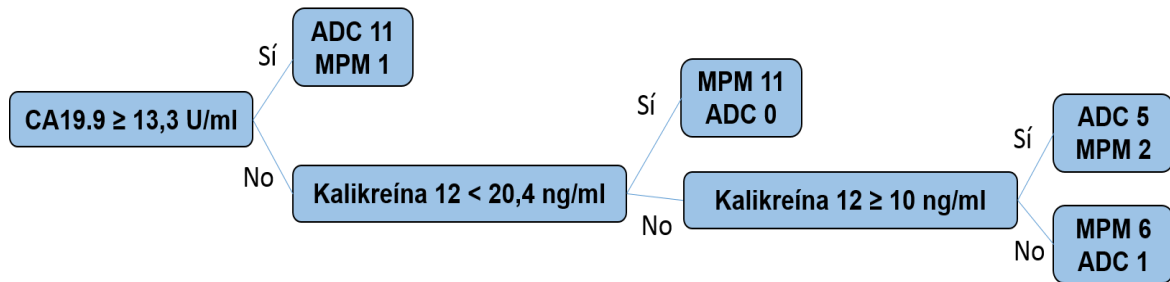 CA19.9 ≥ 13,3 U/ml
Sí
ADC 11
MPM 1
No
Kalikreína 12 < 20,4 ng/ml
Sí
MPM 11
ADC 0
No
Kalikreína 12 ≥ 10 ng/ml
Sí
ADC 5
MPM 2
No
MPM 6
ADC 1